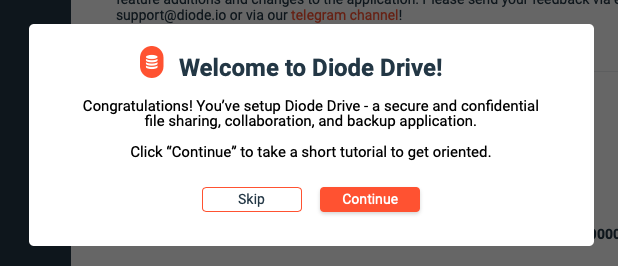 feature additions and changes to the application. Please send your feedback via e
support@diode.io or via our telegram channel!
Welcome to Diode Drive!
Congratulations! You’ve setup Diode Drive - a secure and confidential
file sharing, collaboration, and backup application.
Click “Continue” to take a short tutorial to get oriented.
Skip Continue
0000